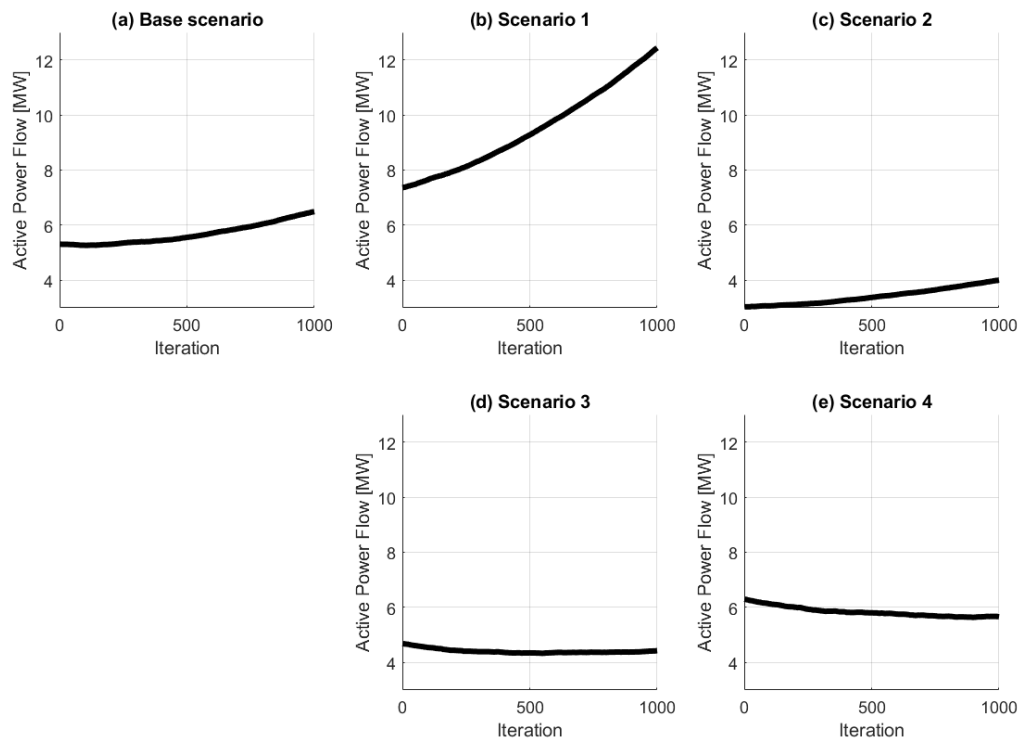 (a) Base scenario
Active Power Flow [MW]
12
10
8
6
4
0
500
1000
Iteration
(b) Scenario 1
Active Power Flow [MW]
12
10
8
6
4
0
500
1000
Iteration
(c) Scenario 2
Active Power Flow [MW]
12
10
8
6
4
0
500
1000
Iteration
(d) Scenario 3
Active Power Flow [MW]
12
10
8
6
4
0
500
1000
Iteration
(e) Scenario 4
Active Power Flow [MW]
12
10
8
6
4
0
500
1000
Iteration